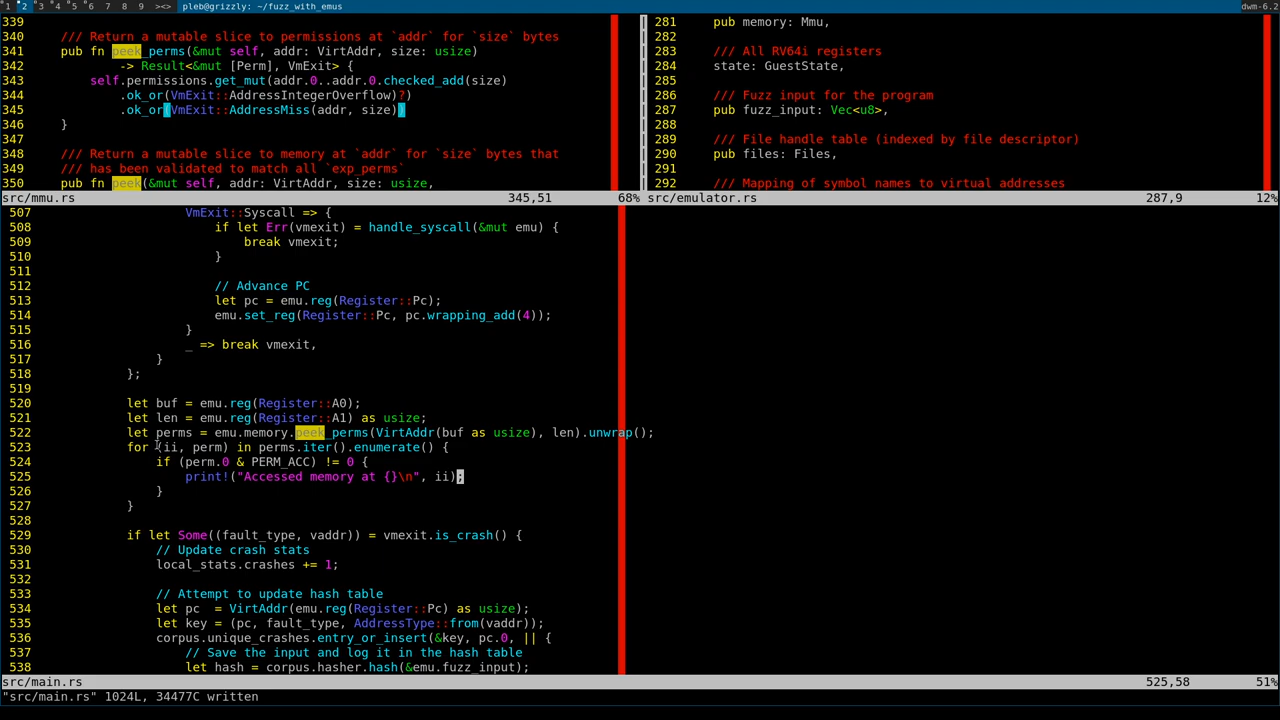 1 2 3 4 5 6 7 8 9 ><> pleb@grizzly: ~/fuzz_with_emus dwm-6.2
339
340 /// Return a mutable slice to permissions at `addr` for `size` bytes
341 pub fn peek_perms(&mut self, addr: VirtAddr, size: usize)
342 -> Result<&mut [Perm], VmExit> {
343 self.permissions.get_mut(addr.0..addr.0.checked_add(size)
344 .ok_or(VmExit::AddressIntegerOverflow)?)
345 .ok_or(VmExit::AddressMiss(addr, size))
346 }
347
348 /// Return a mutable slice to memory at `addr` for `size` bytes that
349 /// has been validated to match all `exp_perms`
350 pub fn peek(&mut self, addr: VirtAddr, size: usize,
src/mmu.rs 345,51 68%
281 pub memory: Mmu,
282
283 /// All RV64i registers
284 state: GuestState,
285
286 /// Fuzz input for the program
287 pub fuzz_input: Vec<u8>,
288
289 /// File handle table (indexed by file descriptor)
290 pub files: Files,
291
292 /// Mapping of symbol names to virtual addresses
src/emulator.rs 287,9 12%
507 VmExit::Syscall => {
508 if let Err(vmexit) = handle_syscall(&mut emu) {
509 break vmexit;
510 }
511
512 // Advance PC
513 let pc = emu.reg(Register::Pc);
514 emu.set_reg(Register::Pc, pc.wrapping_add(4));
515 }
516 _ => break vmexit,
517 }
518 };
519
520 let buf = emu.reg(Register::A0);
521 let len = emu.reg(Register::A1) as usize;
522 let perms = emu.memory.peek_perms(VirtAddr(buf as usize), len).unwrap();
523 for (ii, perm) in perms.iter().enumerate() {
524 if (perm.0 & PERM_ACC) != 0 {
525 print!("Accessed memory at {}\n", ii);
526 }
527 }
528
529 if let Some((fault_type, vaddr)) = vmexit.is_crash() {
530 // Update crash stats
531 local_stats.crashes += 1;
532
533 // Attempt to update hash table
534 let pc  = VirtAddr(emu.reg(Register::Pc) as usize);
535 let key = (pc, fault_type, AddressType::from(vaddr));
536 corpus.unique_crashes.entry_or_insert(&key, pc.0, || {
537 // Save the input and log it in the hash table
538 let hash = corpus.hasher.hash(&emu.fuzz_input);
src/main.rs 525,58 51%
"src/main.rs" 1024L, 34477C written